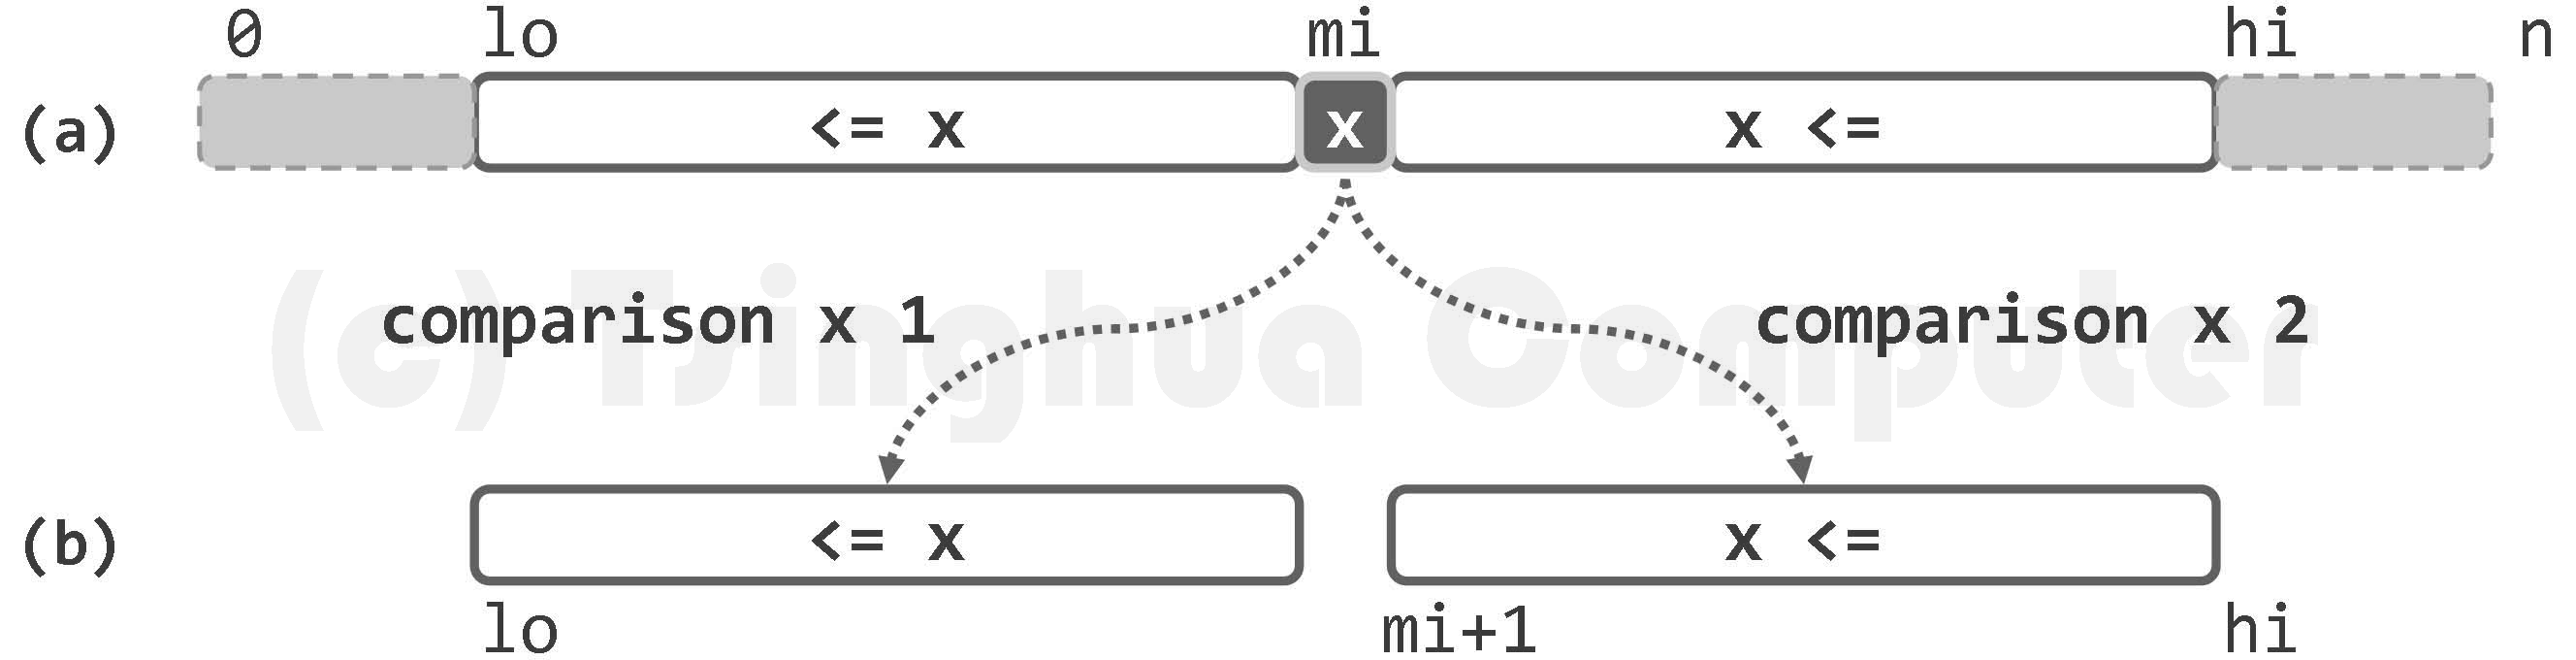 0 lo mi hi n
(a) <= x x x <=
comparison x 1 comparison x 2
(c) Tsinghua Computer
(b) <= x x <=
lo mi+1 hi